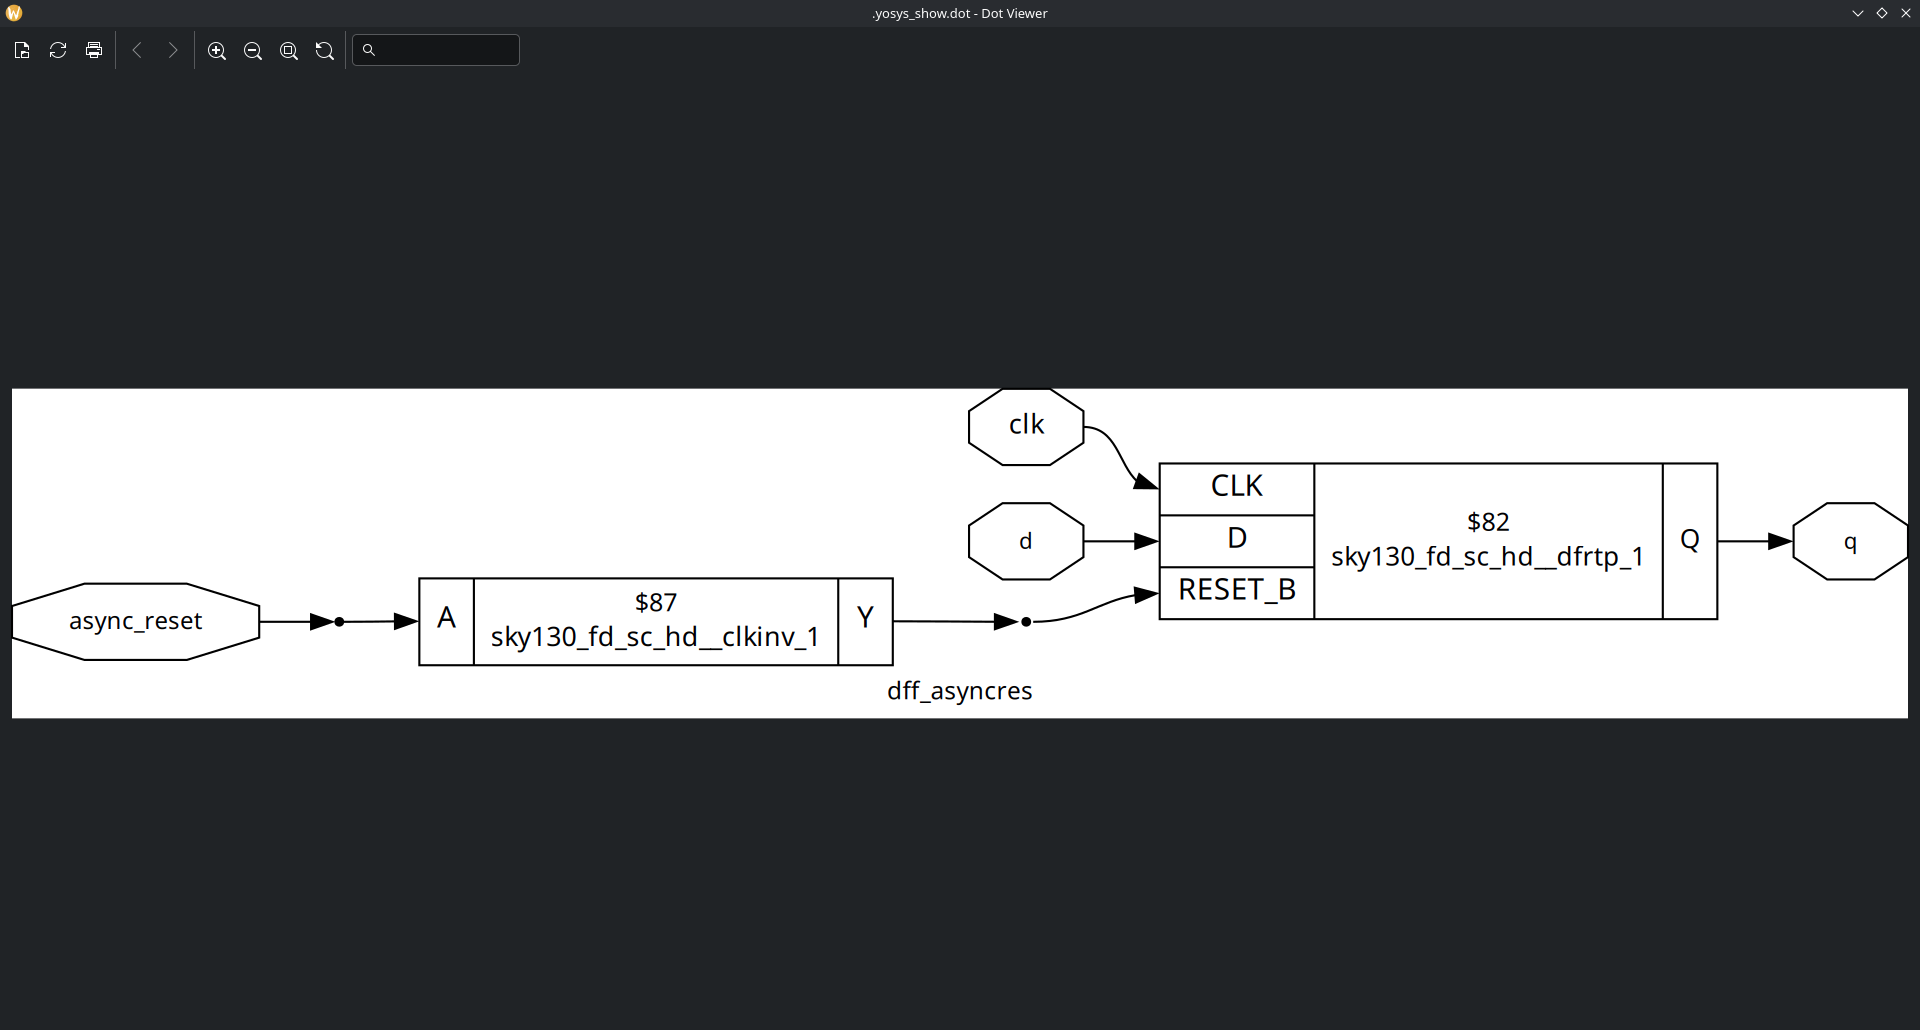 .yosys_show.dot - Dot Viewer
clk
CLK
d
D
$82
sky130_fd_sc_hd__dfrtp_1
Q
q
RESET_B
async_reset
A
$87
sky130_fd_sc_hd__clkinv_1
Y
dff_asyncres